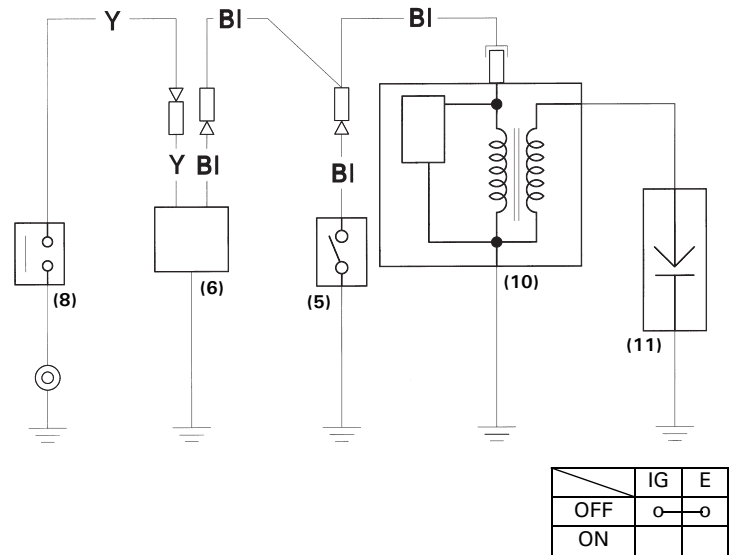 Y
Bl
Bl
Y
Bl
Bl
(8)
(6)
(5)
(10)
(11)
IG E
OFF o o
ON